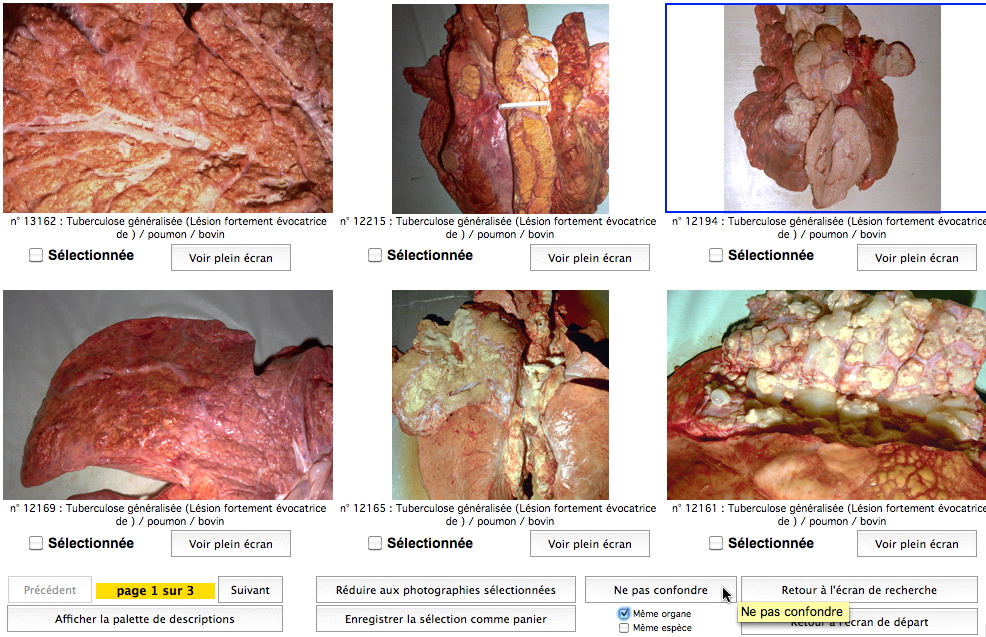 n° 13162 : Tuberculose généralisée (Lésion fortement évocatrice
de ) / poumon / bovin
n° 12215 : Tuberculose généralisée (Lésion fortement évocatrice
de ) / poumon / bovin
n° 12194 : Tuberculose généralisée (Lésion fortement évocatrice
de ) / poumon / bovin
Sélectionnée
Voir plein écran
Sélectionnée
Voir plein écran
Sélectionnée
Voir plein écran
n° 12169 : Tuberculose généralisée (Lésion fortement évocatrice
de ) / poumon / bovin
n° 12165 : Tuberculose généralisée (Lésion fortement évocatrice
de ) / poumon / bovin
n° 12161 : Tuberculose généralisée (Lésion fortement évocatrice
de ) / poumon / bovin
Sélectionnée
Voir plein écran
Sélectionnée
Voir plein écran
Sélectionnée
Voir plein écran
Précédent
page 1 sur 3
Suivant
Réduire aux photographies sélectionnées
Ne pas confondre
Retour à l'écran de recherche
Afficher la palette de descriptions
Enregistrer la sélection comme panier
Même organe
Même espèce
Ne pas confondre
Retour à l'écran de départ